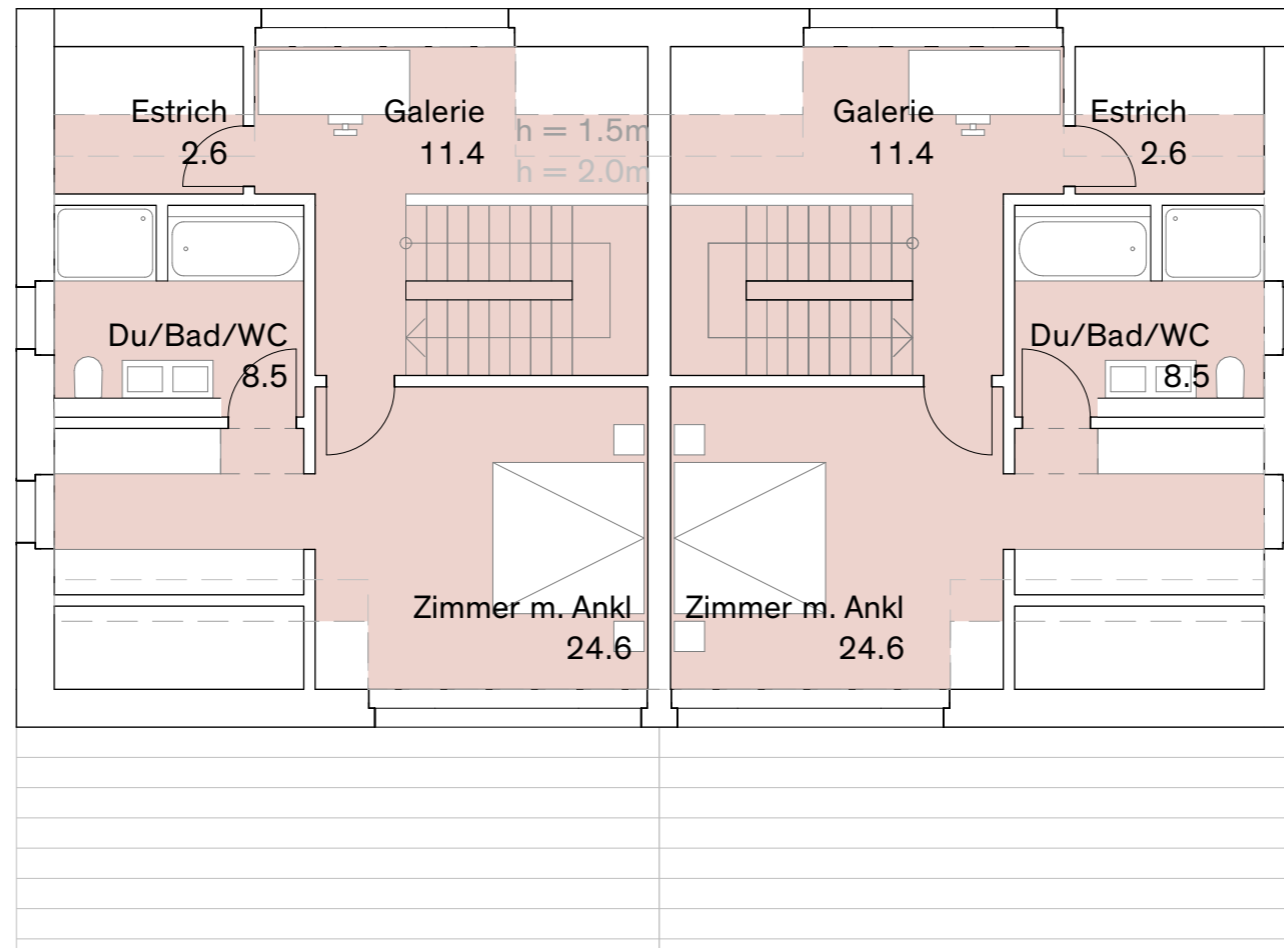 Estrich
2.6
Galerie
11.4
h = 1.5m
h = 2.0m
Galerie
11.4
Estrich
2.6
Du/Bad/WC
8.5
Du/Bad/WC
8.5
Zimmer m. Ankl
24.6
Zimmer m. Ankl
24.6